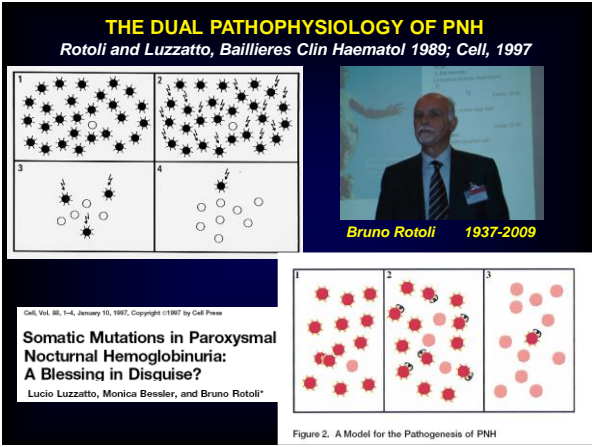 THE DUAL PATHOPHYSIOLOGY OF PNH
Rotoli and Luzzatto, Baillieres Clin Haematol 1989; Cell, 1997
1
2
3
4
Bruno Rotoli 1937-2009
Cell, Vol. 88, 1–4, January 10, 1997, Copyright ©1997 by Cell Press
Somatic Mutations in Paroxysmal
Nocturnal Hemoglobinuria:
A Blessing in Disguise?
Lucio Luzzatto, Monica Bessler, and Bruno Rotoli*
1
2
3
Figure 2. A Model for the Pathogenesis of PNH